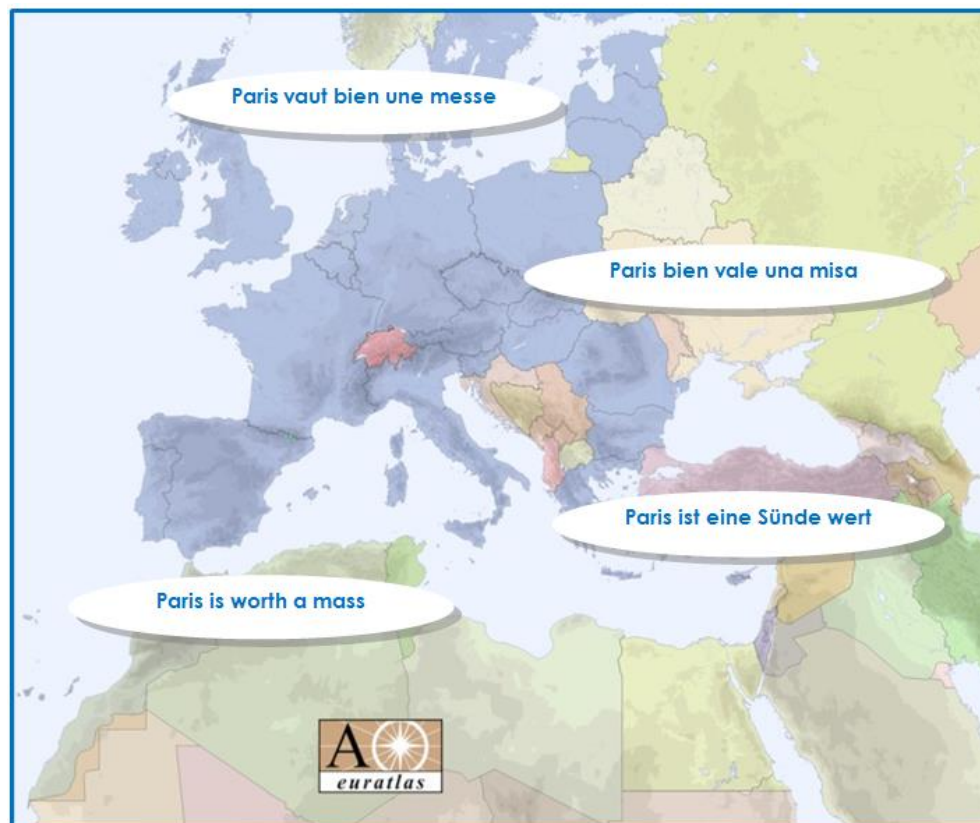 Paris vaut bien une messe
Paris bien vale una misa
Paris ist eine Sünde wert
Paris is worth a mass
A
euratlas